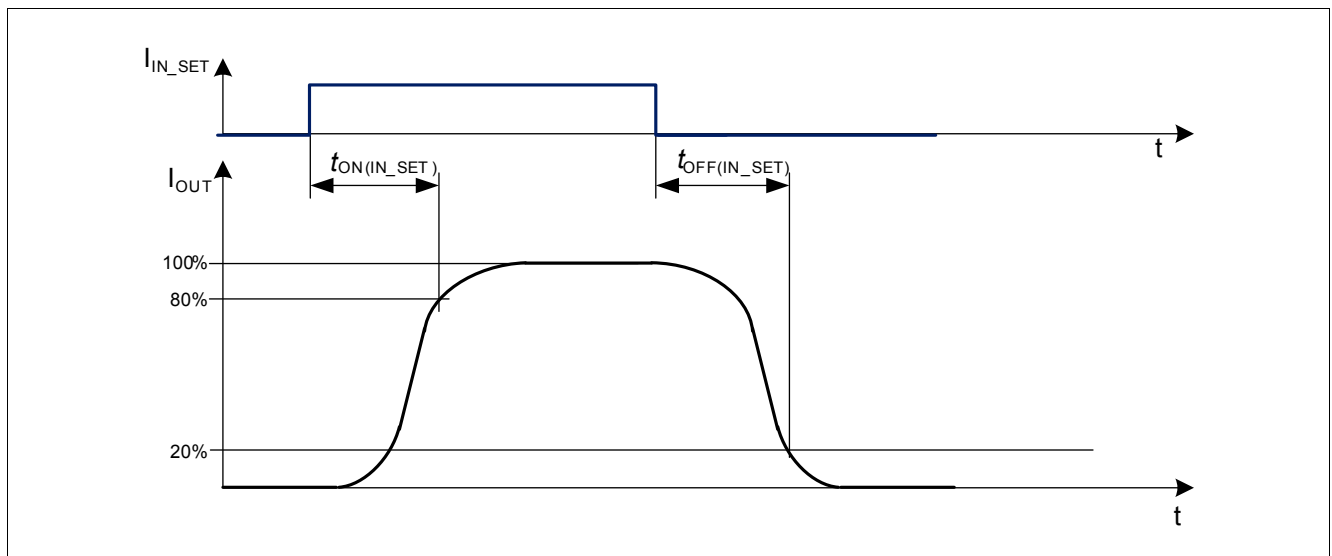 I_IN_SET
t
t_ON(IN_SET)
t_OFF(IN_SET)
I_OUT
100%
80%
20%
t